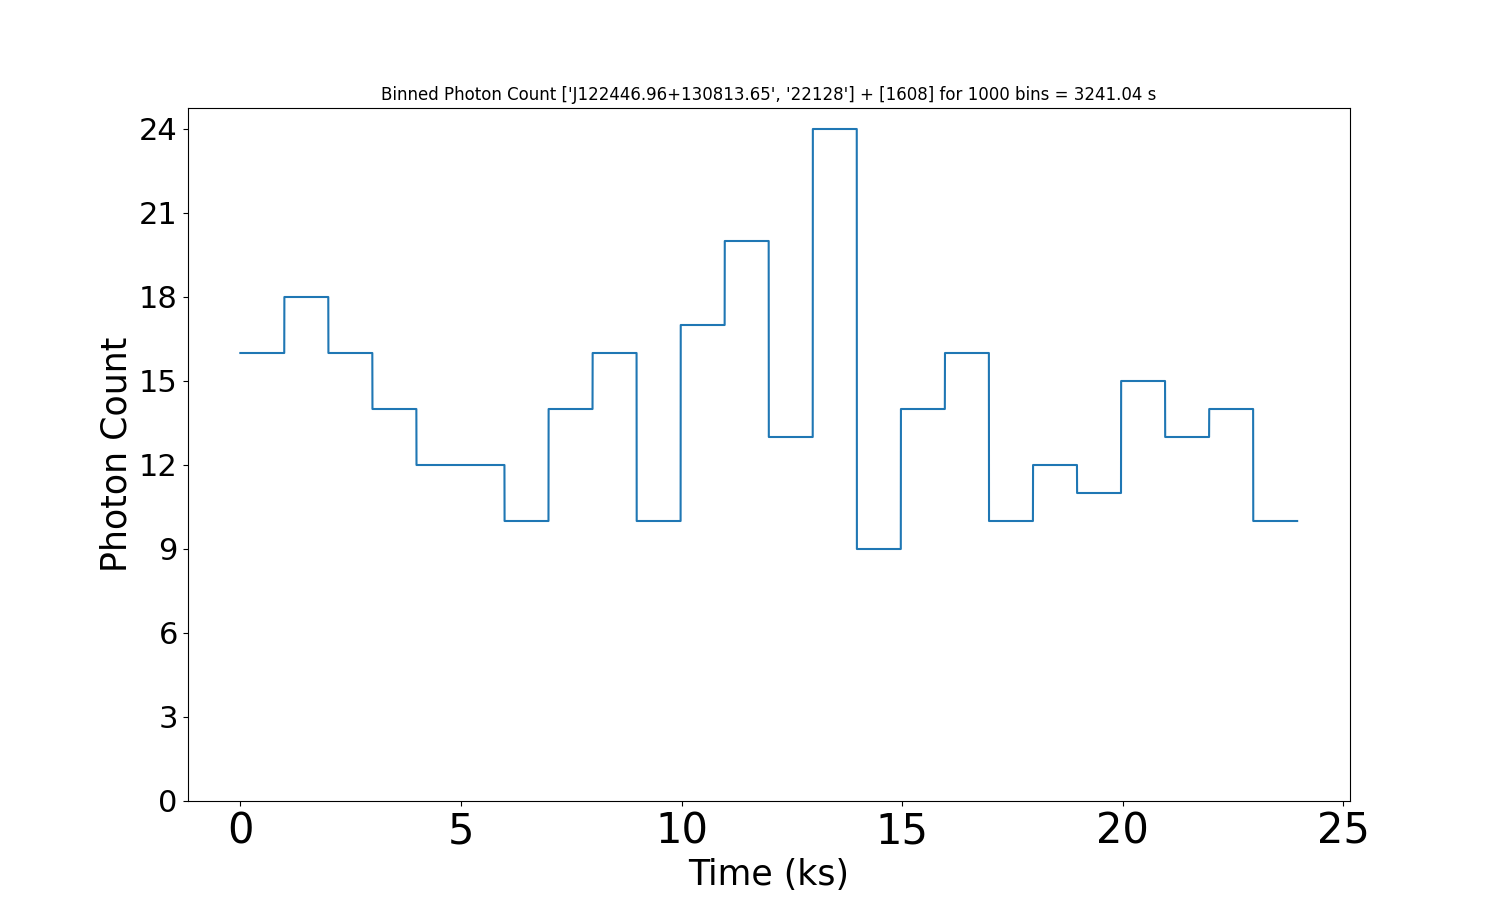 Binned Photon Count ['J122446.96+130813.65', '22128'] + [1608] for 1000 bins = 3241.04 s
24
21
18
15
12
9
6
3
0
Photon Count
0 5 10 15 20 25
Time (ks)